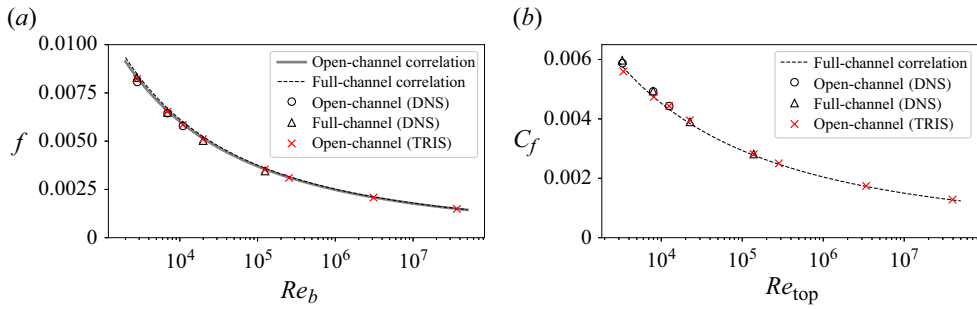 (a)
0.0100
0.0075
0.0050
0.0025
0
f
10^4
10^5
10^6
10^7
Re_b
Open-channel correlation
Full-channel correlation
Open-channel (DNS)
Full-channel (DNS)
Open-channel (TRIS)
(b)
0.006
0.004
0.002
0
C_f
10^4
10^5
10^6
10^7
Re_top
Full-channel correlation
Open-channel (DNS)
Full-channel (DNS)
Open-channel (TRIS)